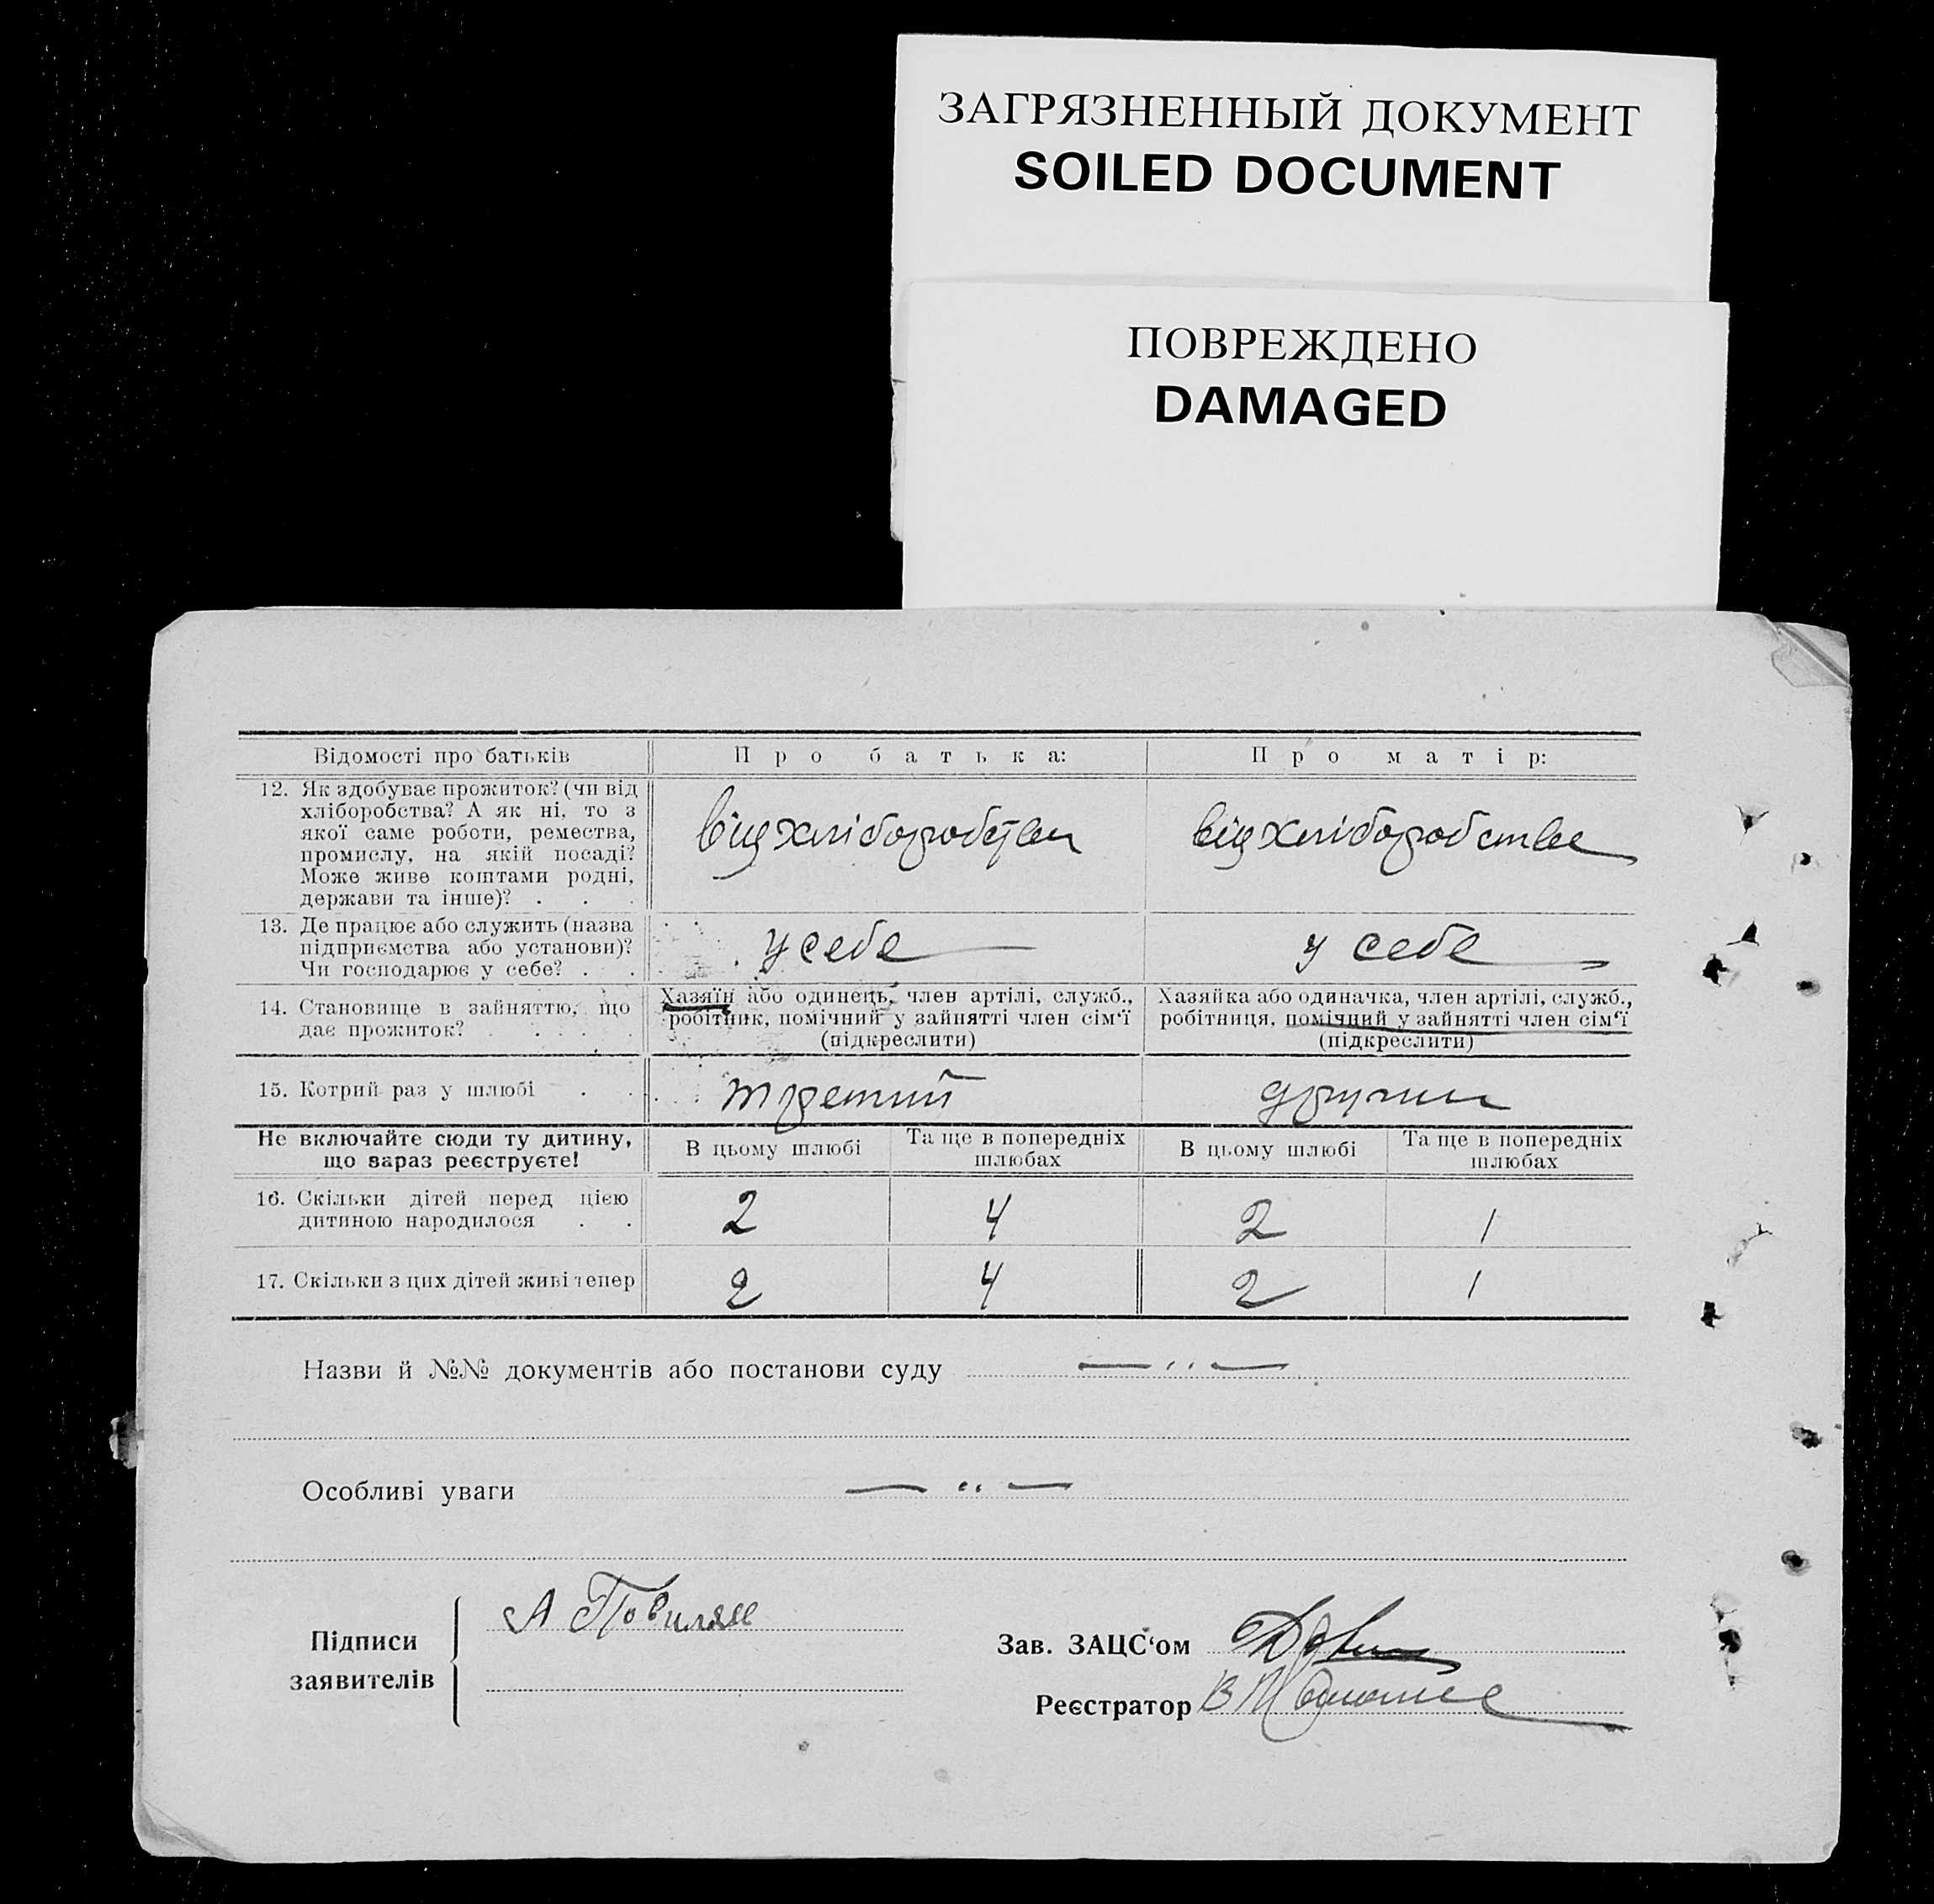 ЗАГРЯЗНЕННЫЙ ДОКУМЕНТ
SOILED DOCUMENT
ПОВРЕЖДЕНО
DAMAGED
Відомості про батьків
Про батька:
Про матір:
12. Як здобуває прожиток? (чи від
хліборобства? А як ні, то з
якої саме роботи, ремества,
промислу, на якій посаді?
Може живе коштами родні,
держави та інше)? . . .
від хліборобства
від хліборобства
13. Де працює або служить (назва
підприємства або установи)?
Чи господарює у себе? . .
у себе
у себе
14. Становище в зайняттю, що
дає прожиток? . . . .
Хазяїн або одинець, член артілі, служб.,
робітник, помічний у зайнятті член сім‘ї
(підкреслити)
Хазяйка або одиначка, член артілі, служб.,
робітниця, помічний у зайнятті член сім‘ї
(підкреслити)
15. Котрий раз у шлюбі . .
третий
Не включайте сюди ту дитину,
що зараз реєструєте!
В цьому шлюбі
Та ще в попередніх
шлюбах
В цьому шлюбі
Та ще в попередніх
шлюбах
16. Скільки дітей перед цією
дитиною народилося . .
2
4
2
1
17. Скільки з цих дітей живі тепер
2
4
2
1
Назви й №№ документів або постанови суду — ,, —
Особливі уваги — ,, —
Підписи
заявителів
А
Зав. ЗАЦС‘ом
Реєстратор